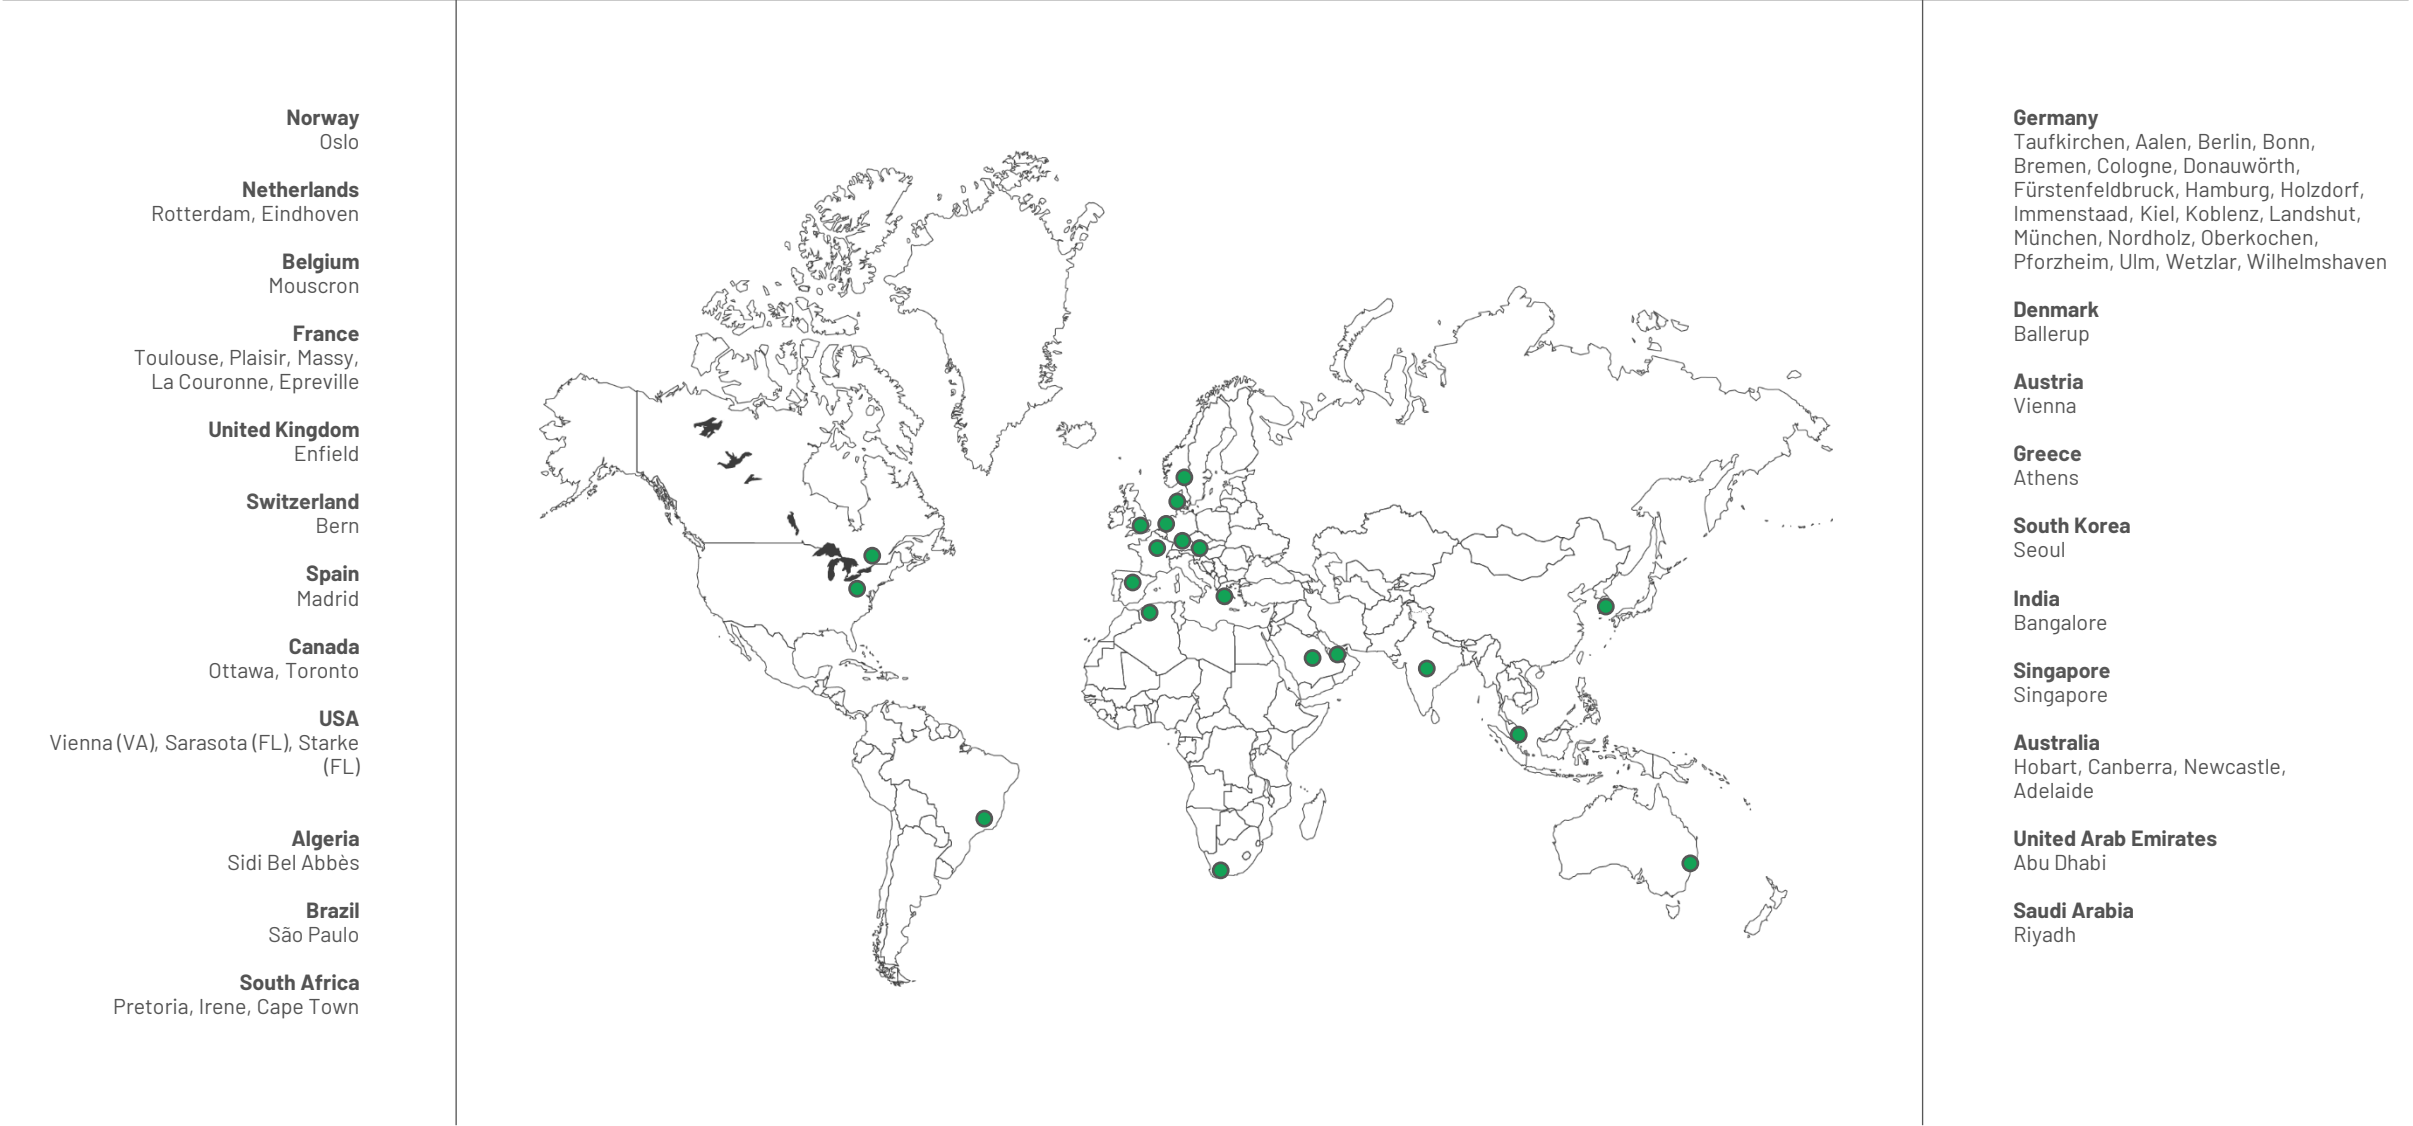 Norway
Oslo
Netherlands
Rotterdam, Eindhoven
Belgium
Mouscron
France
Toulouse, Plaisir, Massy,
La Couronne, Epreville
United Kingdom
Enfield
Switzerland
Bern
Spain
Madrid
Canada
Ottawa, Toronto
USA
Vienna (VA), Sarasota (FL), Starke
(FL)
Algeria
Sidi Bel Abbès
Brazil
São Paulo
South Africa
Pretoria, Irene, Cape Town
Germany
Taufkirchen, Aalen, Berlin, Bonn,
Bremen, Cologne, Donauwörth,
Fürstenfeldbruck, Hamburg, Holzdorf,
Immenstaad, Kiel, Koblenz, Landshut,
München, Nordholz, Oberkochen,
Pforzheim, Ulm, Wetzlar, Wilhelmshaven
Denmark
Ballerup
Austria
Vienna
Greece
Athens
South Korea
Seoul
India
Bangalore
Singapore
Singapore
Australia
Hobart, Canberra, Newcastle,
Adelaide
United Arab Emirates
Abu Dhabi
Saudi Arabia
Riyadh